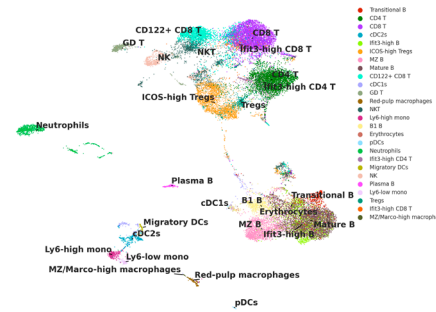 CD122+ CD8 T
CD8 T
GD T
NKT
Ifit3-high CD8 T
NK
CD4 T
Ifit3-high CD4 T
ICOS-high Tregs
Tregs
Neutrophils
Plasma B
cDC1s
B1 B
Transitional B
Erythrocytes
Migratory DCs
MZ B
Mature B
cDC2s
Ifit3-high B
Ly6-high mono
Ly6-low mono
MZ/Marco-high macrophages
Red-pulp macrophages
pDCs
Transitional B
CD4 T
CD8 T
cDC2s
Ifit3-high B
ICOS-high Tregs
MZ B
Mature B
CD122+ CD8 T
cDC1s
GD T
Red-pulp macrophages
NKT
Ly6-high mono
B1 B
Erythrocytes
pDCs
Neutrophils
Ifit3-high CD4 T
Migratory DCs
NK
Plasma B
Ly6-low mono
Tregs
Ifit3-high CD8 T
MZ/Marco-high macroph